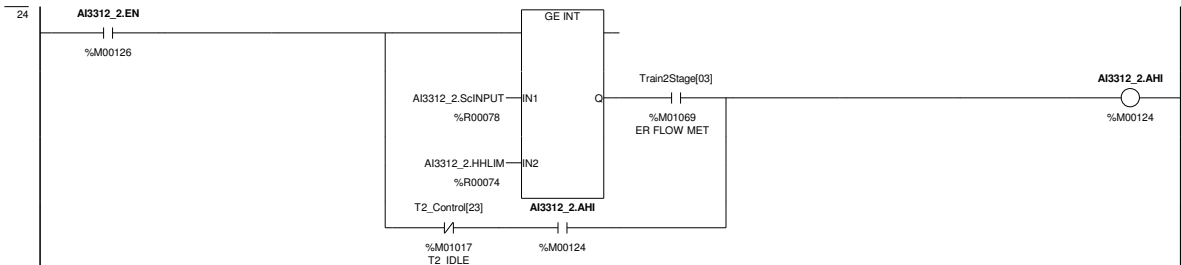 24
AI3312_2.EN
%M00126
GE INT
Train2Stage[03]
AI3312_2.AHI
AI3312_2.ScINPUT
IN1
Q
%R00078
%M01069
ER FLOW MET
%M00124
AI3312_2.HHLIM
IN2
%R00074
T2_Control[23]
AI3312_2.AHI
%M01017
%M00124
T2_IDLE